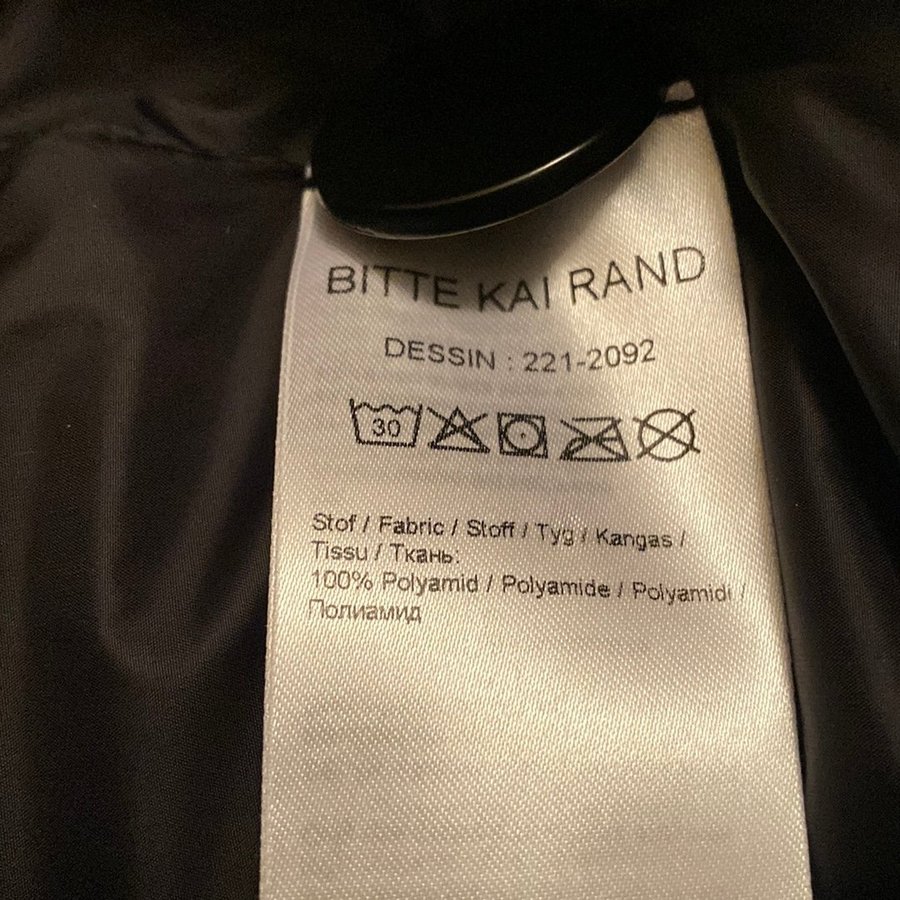 BITTE KAI RAND
DESSIN : 221-2092
30
Stof / Fabric / Stoff / Tyg / Kangas /
Tissu / Ткань:
100% Polyamid / Polyamide / Polyamidi /
Полиамид